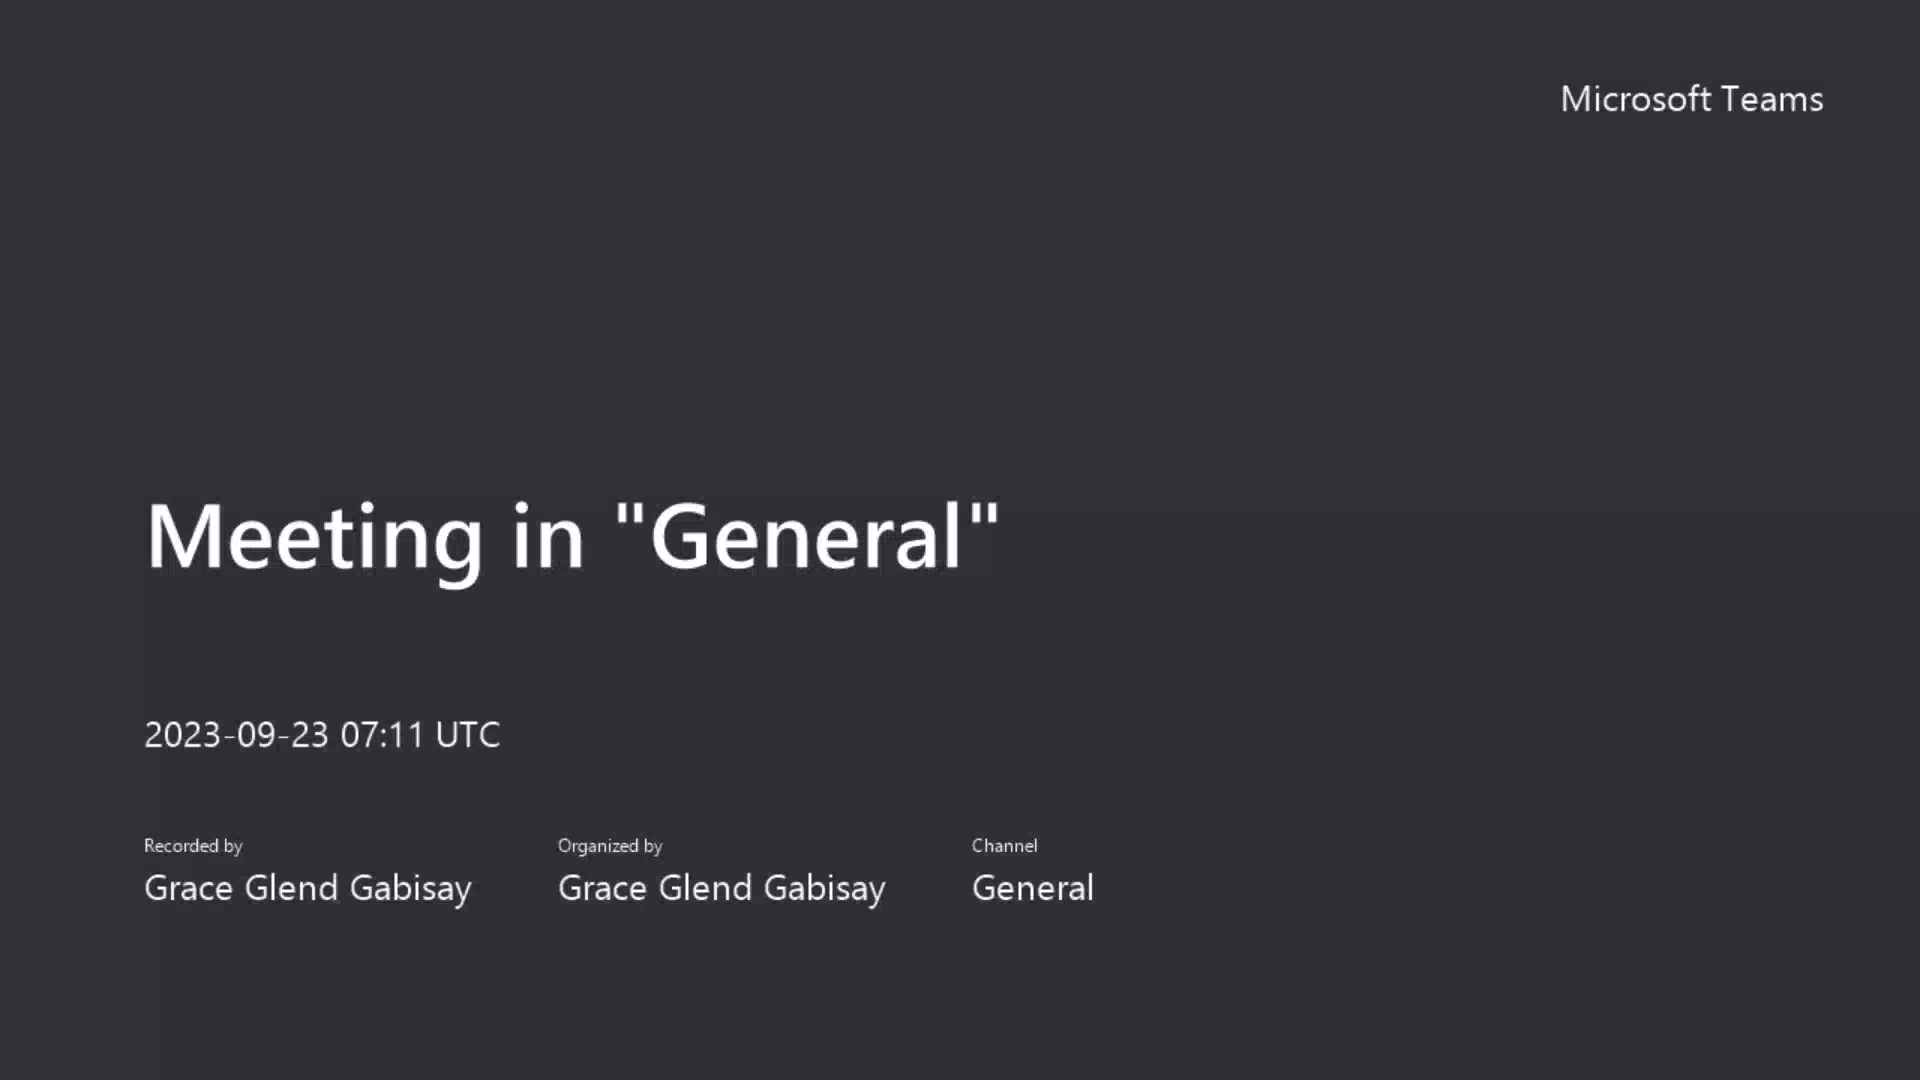 Microsoft Teams
Meeting in "General"
2023-09-23 07:11 UTC
Recorded by
Grace Glend Gabisay
Organized by
Grace Glend Gabisay
Channel
General